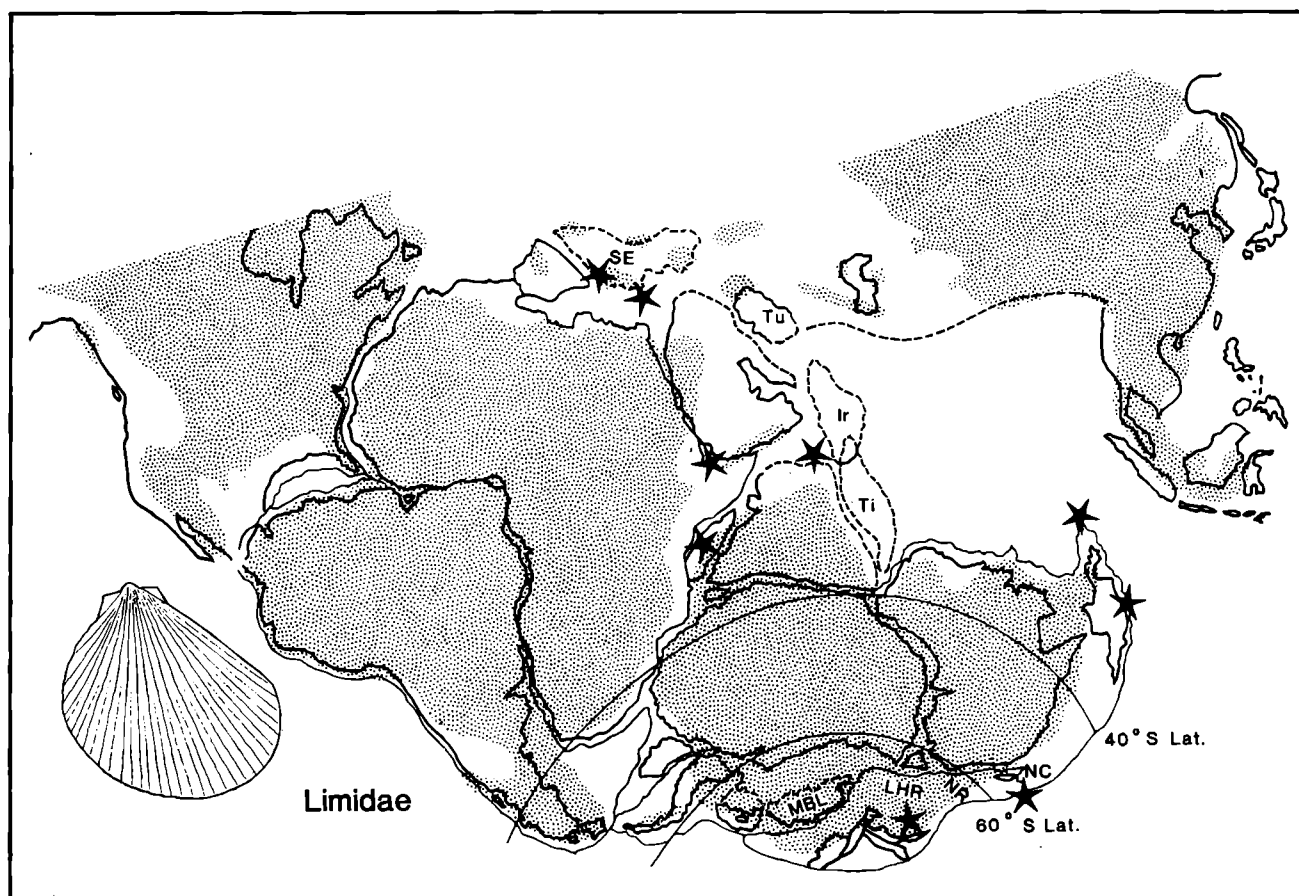 SE
Tu
Ir
Ti
40° S Lat.
NC
NR
LHR
MBL
60° S Lat.
Limidae